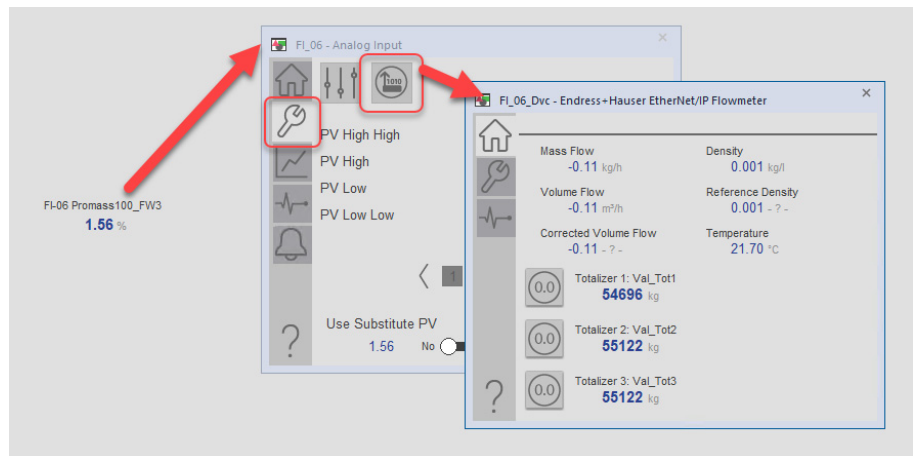 FI-06 Promass100_FW3
1.56 %
FI_06 - Analog Input
1010
PV High High
PV High
PV Low
PV Low Low
1
Use Substitute PV
1.56 No
?
FI_06_Dvc - Endress+Hauser EtherNet/IP Flowmeter
Mass Flow
-0.11 kg/h
Density
0.001 kg/l
Volume Flow
-0.11 m³/h
Reference Density
0.001 - ? -
Corrected Volume Flow
-0.11 - ? -
Temperature
21.70 °C
0.0
Totalizer 1: Val_Tot1
54696 kg
0.0
Totalizer 2: Val_Tot2
55122 kg
0.0
Totalizer 3: Val_Tot3
55122 kg
?